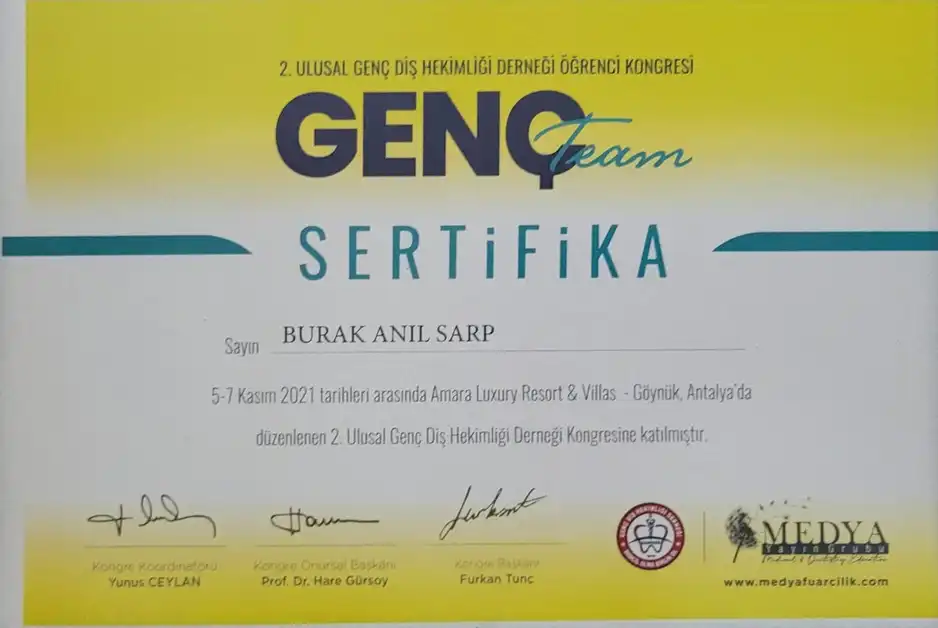 2. ULUSAL GENÇ DİŞ HEKİMLİĞİ DERNEĞİ ÖĞRENCİ KONGRESİ
GENÇ
Team
SERTiFiKA
Sayın BURAK ANIL SARP
5-7 Kasım 2021 tarihleri arasında Amara Luxury Resort & Villas - Göynük, Antalya'da
düzenlenen 2. Ulusal Genç Diş Hekimliği Derneği Kongresine katılmıştır.
Kongre Koordinatörü
Yunus CEYLAN
Kongre Onursal Başkanı
Prof. Dr. Hare Gürsoy
Kongre Başkanı
Furkan Tunç
MEDYA
Yayın Grubu
www.medyafuarcilik.com